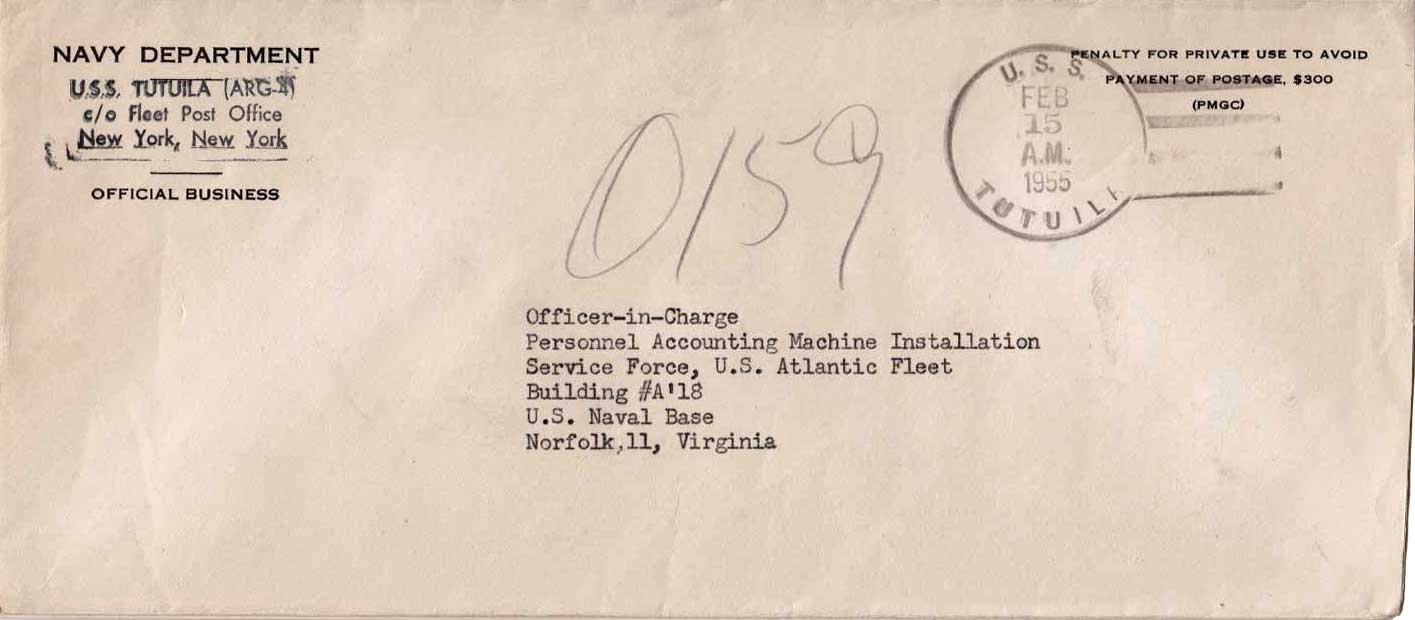 NAVY DEPARTMENT
U.S.S. TUTUILA (ARG-4)
c/o Fleet Post Office
New York, New York
OFFICIAL BUSINESS
PENALTY FOR PRIVATE USE TO AVOID
PAYMENT OF POSTAGE, $300
(PMGC)
U. S. S.
FEB
15
A.M.
1955
TUTUILA
0159
Officer-in-Charge
Personnel Accounting Machine Installation
Service Force, U.S. Atlantic Fleet
Building #A'18
U.S. Naval Base
Norfolk,11, Virginia